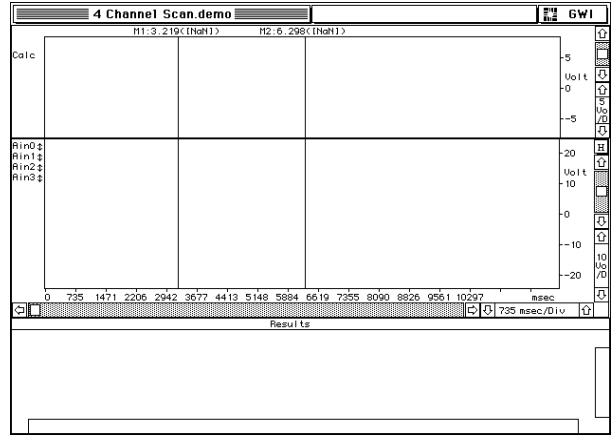 4 Channel Scan.demo GWI
M1:3.219([NaN]) M2:6.298([NaN])
Calc
5
Volt
0
-5
5
Vo
/D
Ain0
Ain1
Ain2
Ain3
H
20
Volt
10
0
-10
-20
10
Vo
/D
0 735 1471 2206 2942 3677 4413 5148 5884 6619 7355 8090 8826 9561 10297 msec
735 msec/Div
Results